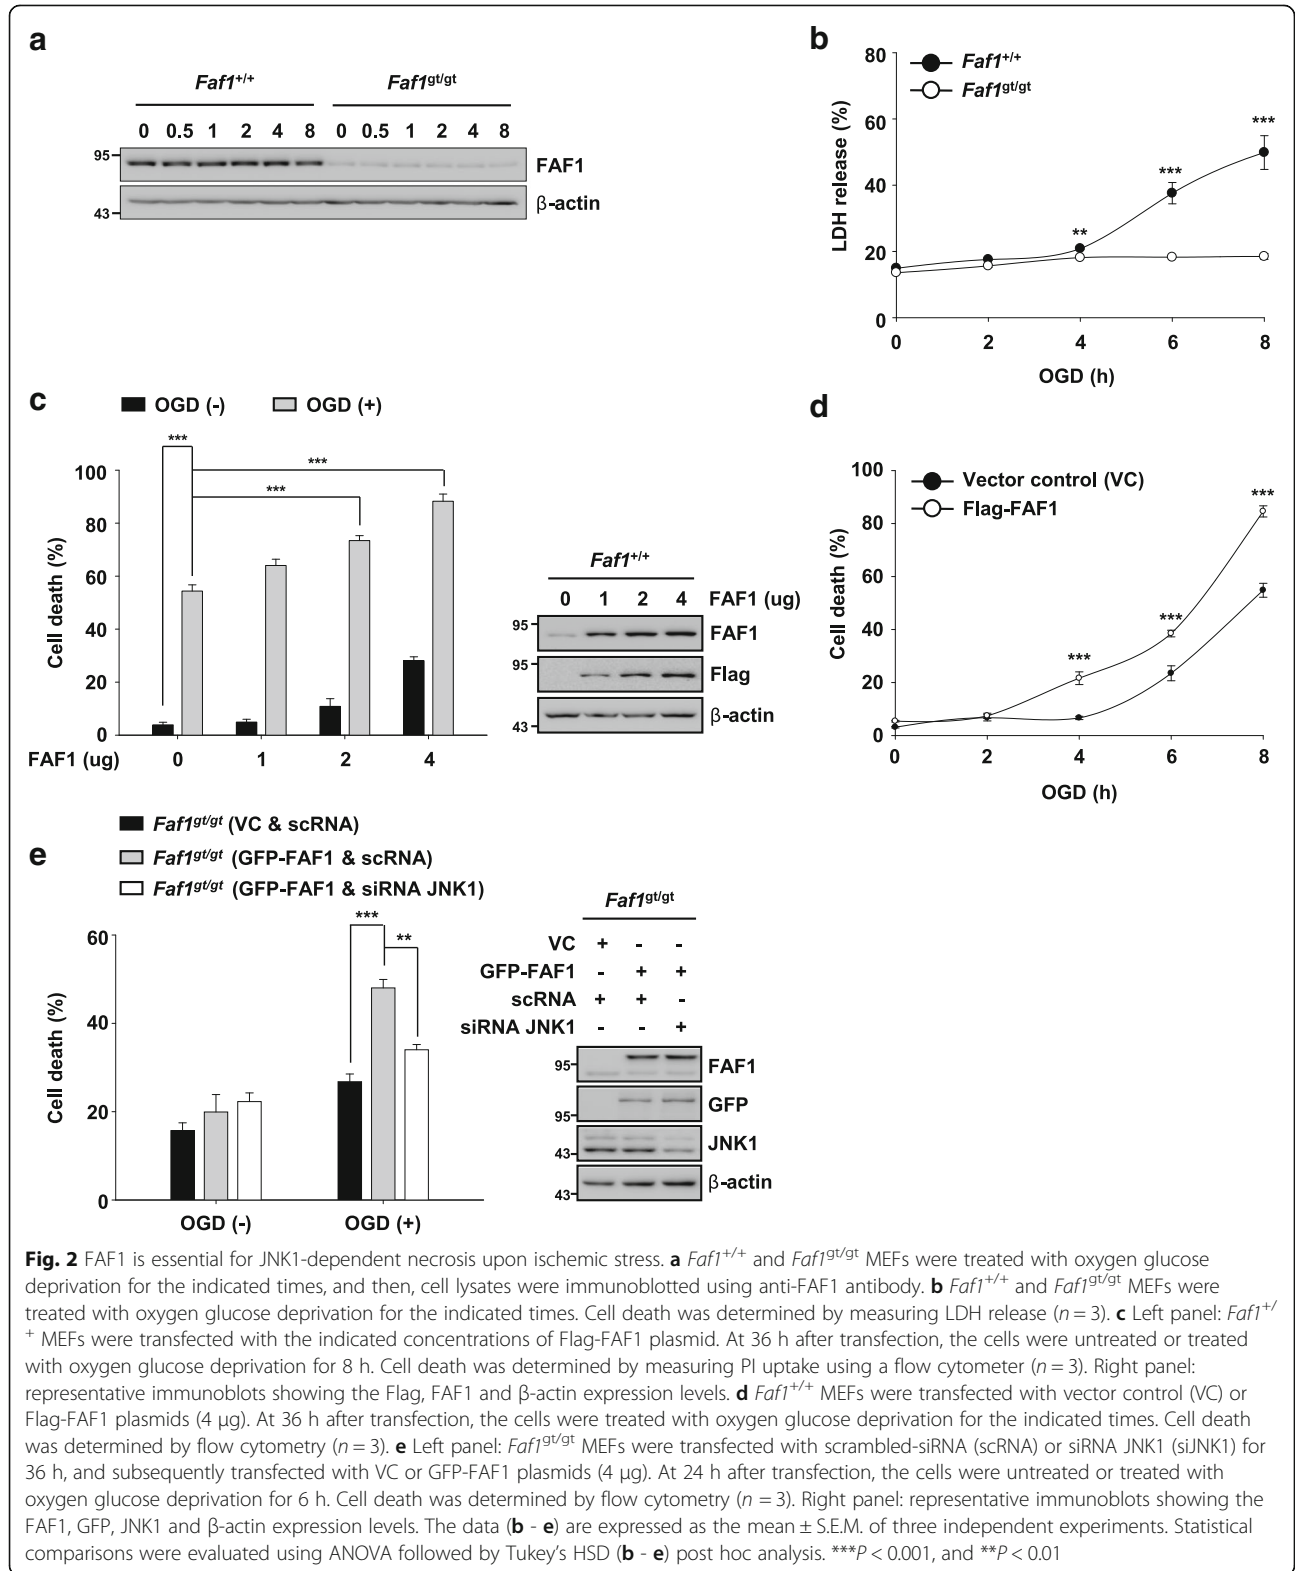 a
Faf1+/+ Faf1gt/gt
0 0.5 1 2 4 8 0 0.5 1 2 4 8
95
FAF1
43
β-actin
b
Faf1+/+
Faf1gt/gt
LDH release (%)
80
60
40
20
0
**
***
***
0 2 4 6 8
OGD (h)
c
OGD (-) OGD (+)
***
***
***
Cell death (%)
100
80
60
40
20
0
FAF1 (ug) 0 1 2 4
Faf1+/+
0 1 2 4 FAF1 (ug)
95
FAF1
95
Flag
43
β-actin
d
Vector control (VC)
Flag-FAF1
Cell death (%)
100
80
60
40
20
0
***
***
***
0 2 4 6 8
OGD (h)
e
Faf1gt/gt (VC & scRNA)
Faf1gt/gt (GFP-FAF1 & scRNA)
Faf1gt/gt (GFP-FAF1 & siRNA JNK1)
***
**
Cell death (%)
60
40
20
0
OGD (-) OGD (+)
Faf1gt/gt
VC + - -
GFP-FAF1 - + +
scRNA + + -
siRNA JNK1 - - +
95
FAF1
95
GFP
43
JNK1
43
β-actin
Fig. 2 FAF1 is essential for JNK1-dependent necrosis upon ischemic stress. a Faf1+/+ and Faf1gt/gt MEFs were treated with oxygen glucose
deprivation for the indicated times, and then, cell lysates were immunoblotted using anti-FAF1 antibody. b Faf1+/+ and Faf1gt/gt MEFs were
treated with oxygen glucose deprivation for the indicated times. Cell death was determined by measuring LDH release (n = 3). c Left panel: Faf1+/
+ MEFs were transfected with the indicated concentrations of Flag-FAF1 plasmid. At 36 h after transfection, the cells were untreated or treated
with oxygen glucose deprivation for 8 h. Cell death was determined by measuring PI uptake using a flow cytometer (n = 3). Right panel:
representative immunoblots showing the Flag, FAF1 and β-actin expression levels. d Faf1+/+ MEFs were transfected with vector control (VC) or
Flag-FAF1 plasmids (4 μg). At 36 h after transfection, the cells were treated with oxygen glucose deprivation for the indicated times. Cell death
was determined by flow cytometry (n = 3). e Left panel: Faf1gt/gt MEFs were transfected with scrambled-siRNA (scRNA) or siRNA JNK1 (siJNK1) for
36 h, and subsequently transfected with VC or GFP-FAF1 plasmids (4 μg). At 24 h after transfection, the cells were untreated or treated with
oxygen glucose deprivation for 6 h. Cell death was determined by flow cytometry (n = 3). Right panel: representative immunoblots showing the
FAF1, GFP, JNK1 and β-actin expression levels. The data (b - e) are expressed as the mean ± S.E.M. of three independent experiments. Statistical
comparisons were evaluated using ANOVA followed by Tukey's HSD (b - e) post hoc analysis. ***P < 0.001, and **P < 0.01